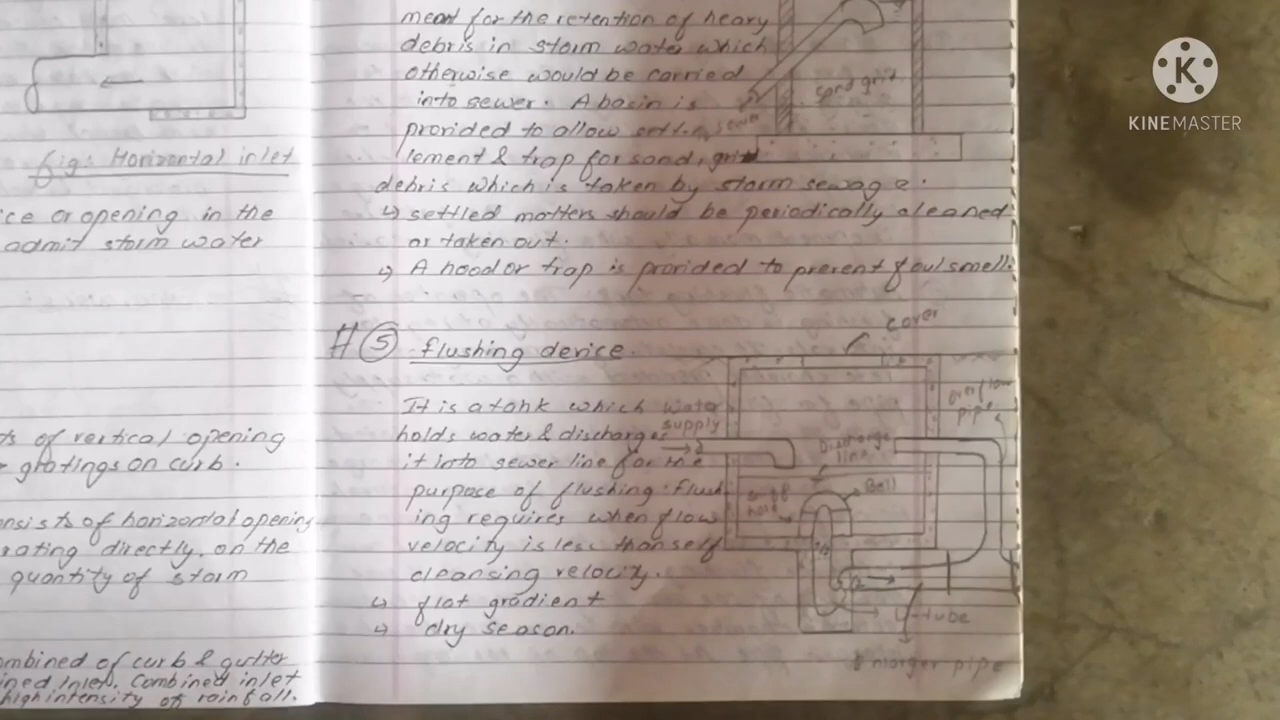 fig: Horizontal inlet
ice or opening in the
admit storm water
ts of vertical opening
gratings on curb.
nsists of horizontal opening
rating directly, on the
quantity of storm
ombined of curb & gutter
ined Inlet. Combined inlet
high intensity of rainfall.
meant for the retention of heavy
debris in storm water which
otherwise would be carried
into sewer. A basin is
provided to allow settl
lement & trap for sand, grit
debris which is taken by storm sewage.
↳ settled matters should be periodically cleaned
or taken out.
↳ A hood or trap is provided to prevent foul smell.
sand grit
# 5 flushing device.
It is a tank which
holds water & discharges
it into sewer line for the
purpose of flushing. Flush
ing requires when flow
velocity is less than self
cleansing velocity.
↳ flat gradient
↳ dry season.
cover
water
supply
overflow
pipe
Discharge
line
Bell
U-tube
pipe
KINEMASTER